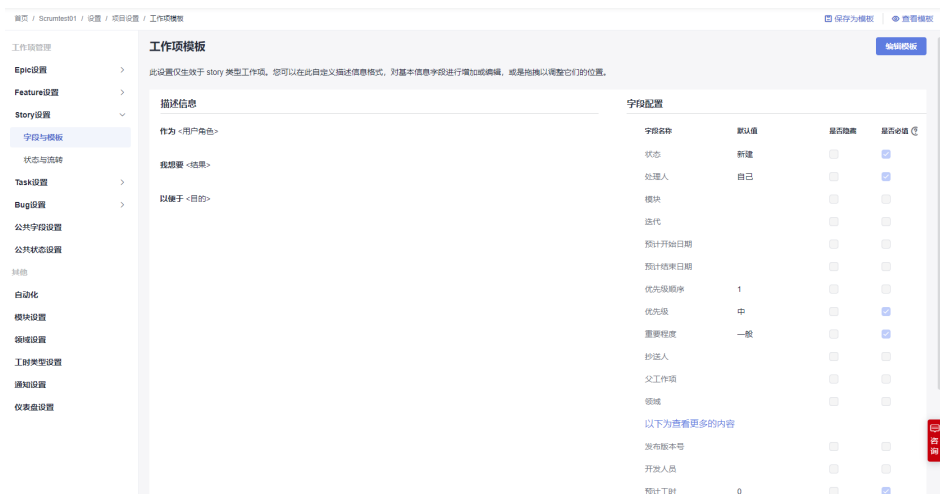 首页 / Scrumtest01 / 设置 / 项目设置 / 工作项模板
保存为模板 查看模板
工作项管理
Epic设置
Feature设置
Story设置
字段与模板
状态与流转
Task设置
Bug设置
公共字段设置
公共状态设置
其他
自动化
模块设置
领域设置
工时类型设置
通知设置
仪表盘设置
工作项模板
编辑模板
此设置仅生效于 story 类型工作项。您可以在此自定义描述信息格式，对基本信息字段进行增加或编辑，或是拖拽以调整它们的位置。
描述信息
作为 <用户角色>
我想要 <结果>
以便于 <目的>
字段配置
字段名称 默认值 是否隐藏 是否必填
状态 新建
处理人 自己
模块
迭代
预计开始日期
预计结束日期
优先级顺序 1
优先级 中
重要程度 一般
抄送人
父工作项
领域
以下为查看更多的内容
发布版本号
开发人员
预计工时 0
咨询